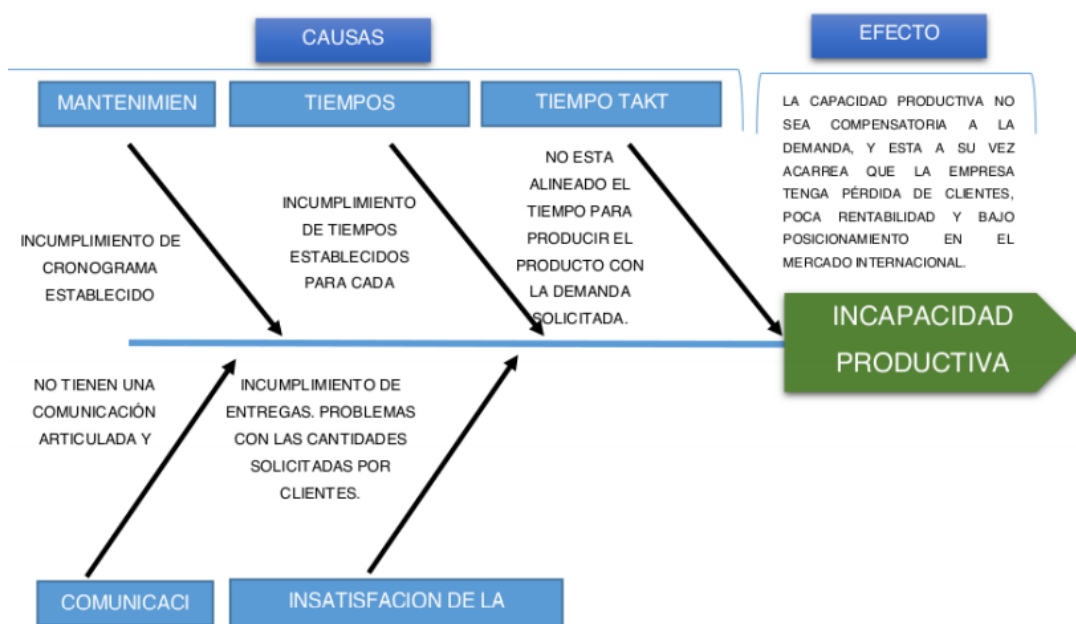 CAUSAS
EFECTO
MANTENIMIEN
TIEMPOS
TIEMPO TAKT
LA CAPACIDAD PRODUCTIVA NO
SEA COMPENSATORIA A LA
DEMANDA, Y ESTA A SU VEZ
ACARREA QUE LA EMPRESA
TENGA PÉRDIDA DE CLIENTES,
POCA RENTABILIDAD Y BAJO
POSICIONAMIENTO EN EL
MERCADO INTERNACIONAL.
INCUMPLIMIENTO DE
CRONOGRAMA
ESTABLECIDO
INCUMPLIMIENTO
DE TIEMPOS
ESTABLECIDOS
PARA CADA
NO ESTA
ALINEADO EL
TIEMPO PARA
PRODUCIR EL
PRODUCTO CON
LA DEMANDA
SOLICITADA.
INCAPACIDAD
PRODUCTIVA
NO TIENEN UNA
COMUNICACIÓN
ARTICULADA Y
INCUMPLIMIENTO DE
ENTREGAS. PROBLEMAS
CON LAS CANTIDADES
SOLICITADAS POR
CLIENTES.
COMUNICACI
INSATISFACION DE LA